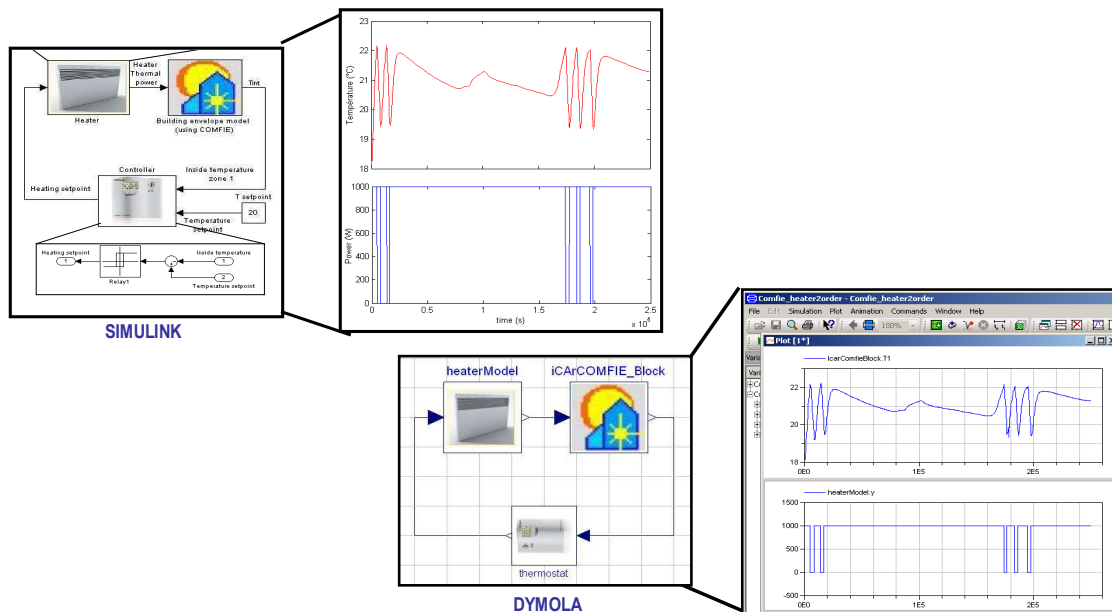 Heater
Thermal
power
Tint
Heater
Building envelope model
(using COMFIE)
Controller
Heating setpoint
Inside temperature
zone 1
T setpoint
20
Temperature
setpoint
Heating setpoint
1
Relay1
Inside temperature
1
2
Temperature setpoint
SIMULINK
23
22
21
20
19
18
Températeure (°C)
1000
800
600
400
200
0
Power (W)
0
0.5
1
1.5
2
2.5
time (s)
x 10
heaterModel
iCArCOMFIE_Block
thermostat
DYMOLA
Comfie_heater2order - Comfie_heater2order
File Edit Simulation Plot Animation Commands Window Help
100%
Plot [1*]
IcarComfieBlock.T1
22
20
18
0E0
1E5
2E5
heaterModel.y
1500
1000
500
0
-500
0E0
1E5
2E5